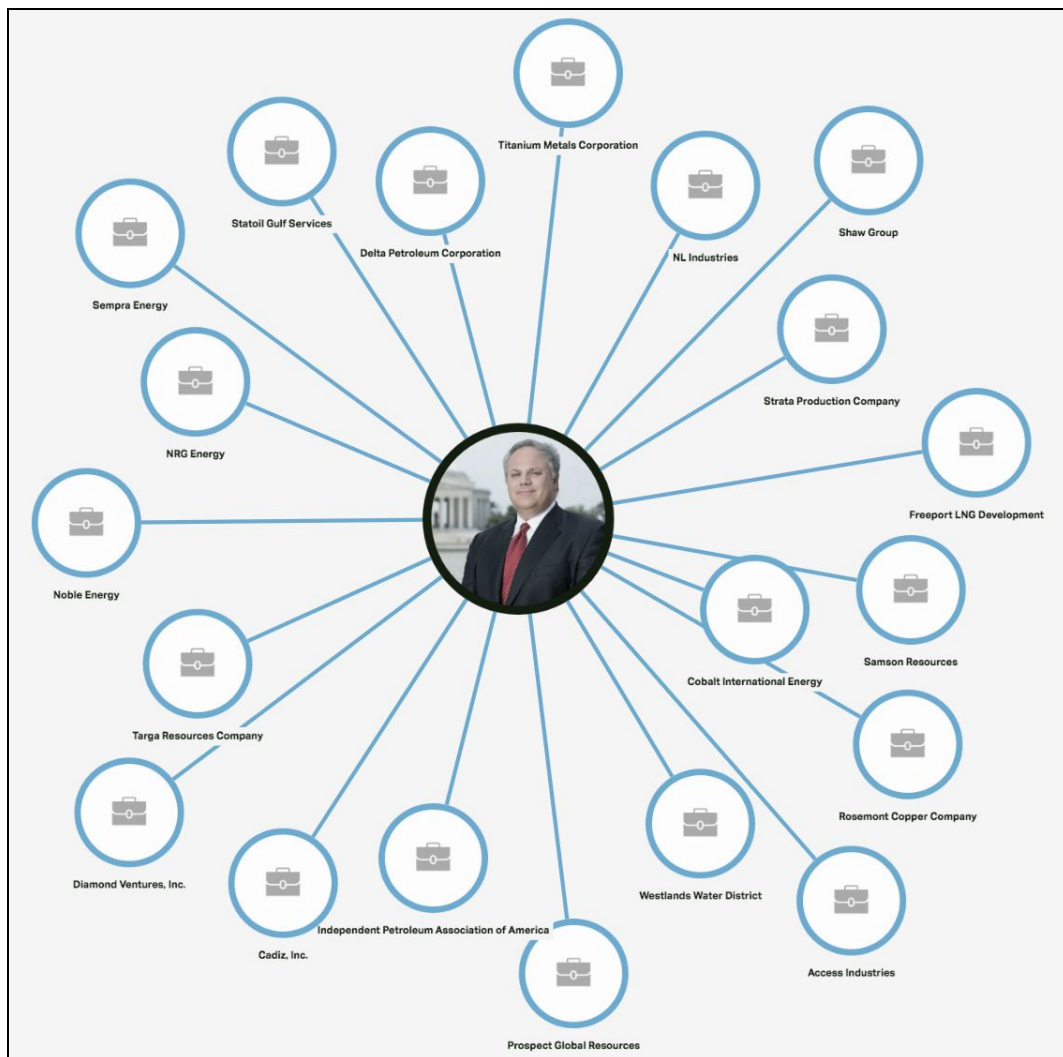 Titanium Metals Corporation
Statoil Gulf Services
Shaw Group
Delta Petroleum Corporation
NL Industries
Sempra Energy
Strata Production Company
NRG Energy
Freeport LNG Development
Noble Energy
Samson Resources
Cobalt International Energy
Targa Resources Company
Rosemont Copper Company
Diamond Ventures, Inc.
Westlands Water District
Independent Petroleum Association of America
Cadiz, Inc.
Access Industries
Prospect Global Resources